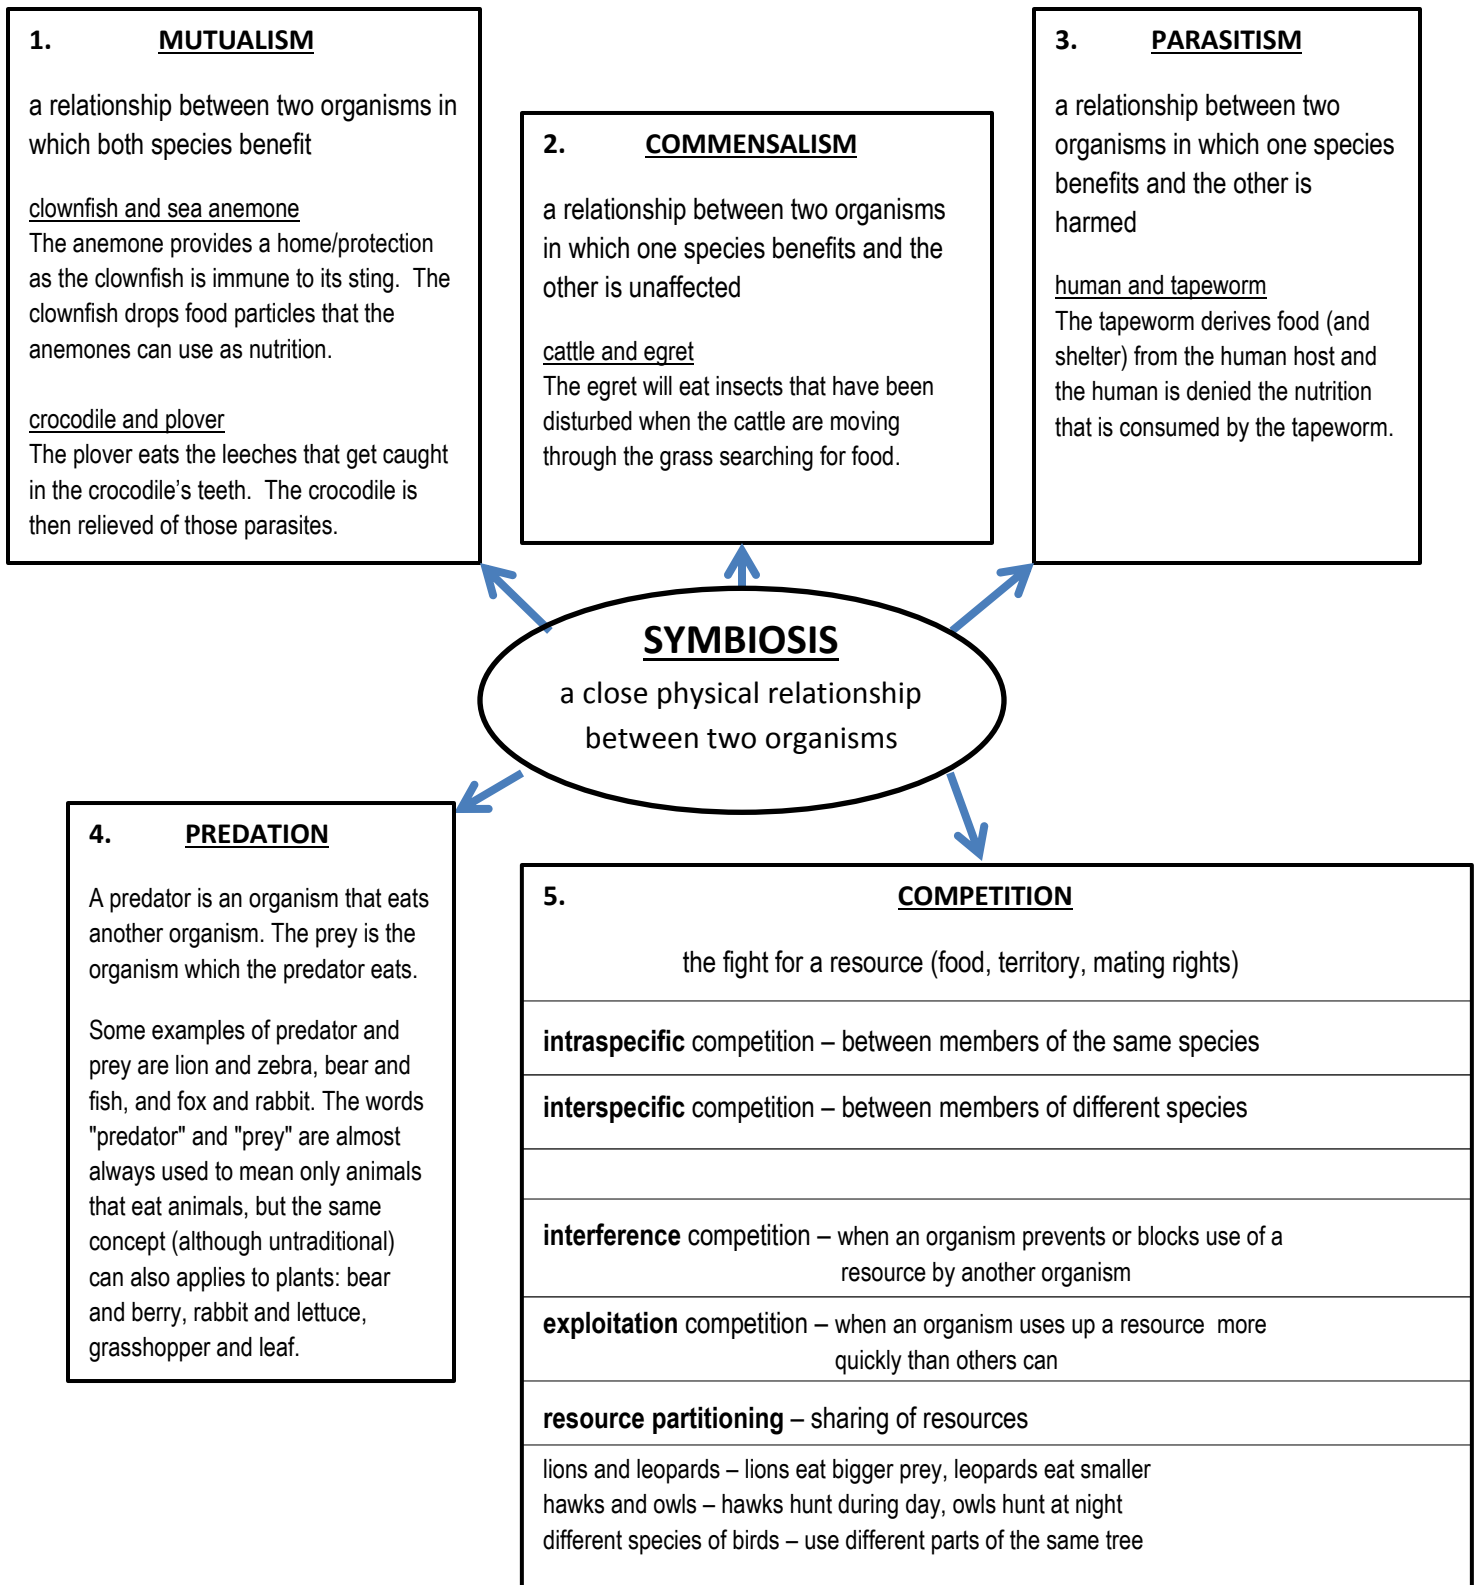 1. MUTUALISM
a relationship between two organisms in
which both species benefit
clownfish and sea anemone
The anemone provides a home/protection
as the clownfish is immune to its sting.  The
clownfish drops food particles that the
anemones can use as nutrition.
crocodile and plover
The plover eats the leeches that get caught
in the crocodile’s teeth.  The crocodile is
then relieved of those parasites.
2. COMMENSALISM
a relationship between two organisms
in which one species benefits and the
other is unaffected
cattle and egret
The egret will eat insects that have been
disturbed when the cattle are moving
through the grass searching for food.
3. PARASITISM
a relationship between two
organisms in which one species
benefits and the other is
harmed
human and tapeworm
The tapeworm derives food (and
shelter) from the human host and
the human is denied the nutrition
that is consumed by the tapeworm.
SYMBIOSIS
a close physical relationship
between two organisms
4. PREDATION
A predator is an organism that eats
another organism. The prey is the
organism which the predator eats.
Some examples of predator and
prey are lion and zebra, bear and
fish, and fox and rabbit. The words
"predator" and "prey" are almost
always used to mean only animals
that eat animals, but the same
concept (although untraditional)
can also applies to plants: bear
and berry, rabbit and lettuce,
grasshopper and leaf.
5. COMPETITION
the fight for a resource (food, territory, mating rights)
intraspecific competition – between members of the same species
interspecific competition – between members of different species
interference competition – when an organism prevents or blocks use of a
resource by another organism
exploitation competition – when an organism uses up a resource  more
quickly than others can
resource partitioning – sharing of resources
lions and leopards – lions eat bigger prey, leopards eat smaller
hawks and owls – hawks hunt during day, owls hunt at night
different species of birds – use different parts of the same tree